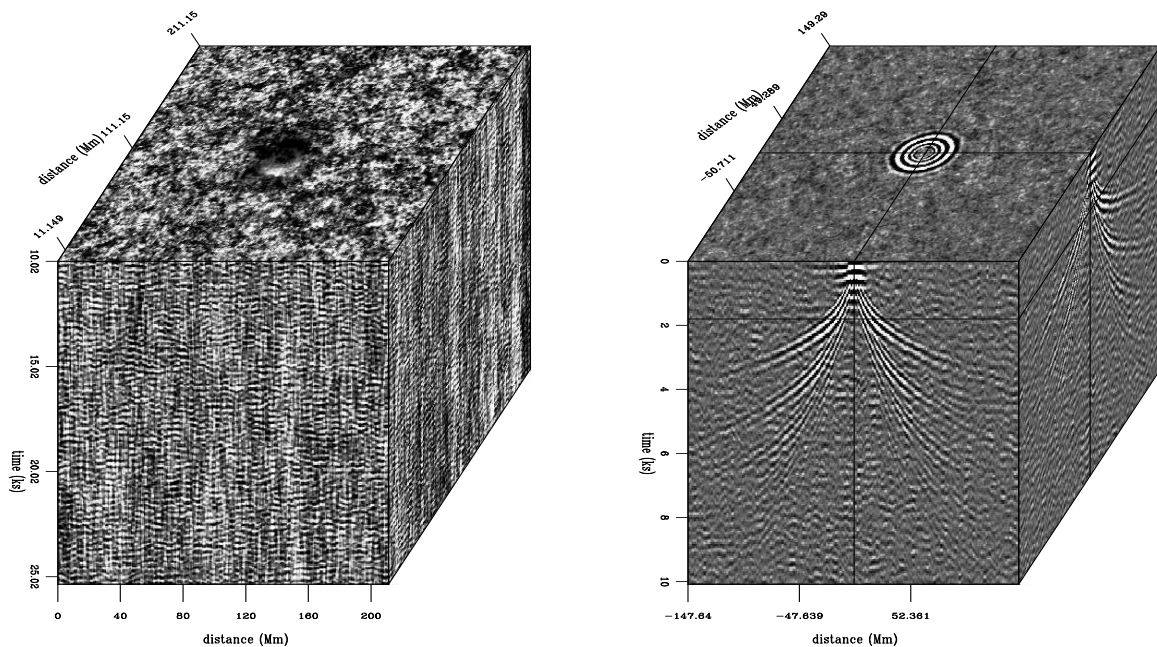 211.15
111.15
distance (Mm)
11.149
10.02
15.02
20.02
25.02
time (ks)
0 40 80 120 160 200
distance (Mm)
149.29
49.289
distance (Mm)
−50.711
0
2
4
6
8
10
time (ks)
−147.64 −47.639 52.361
distance (Mm)